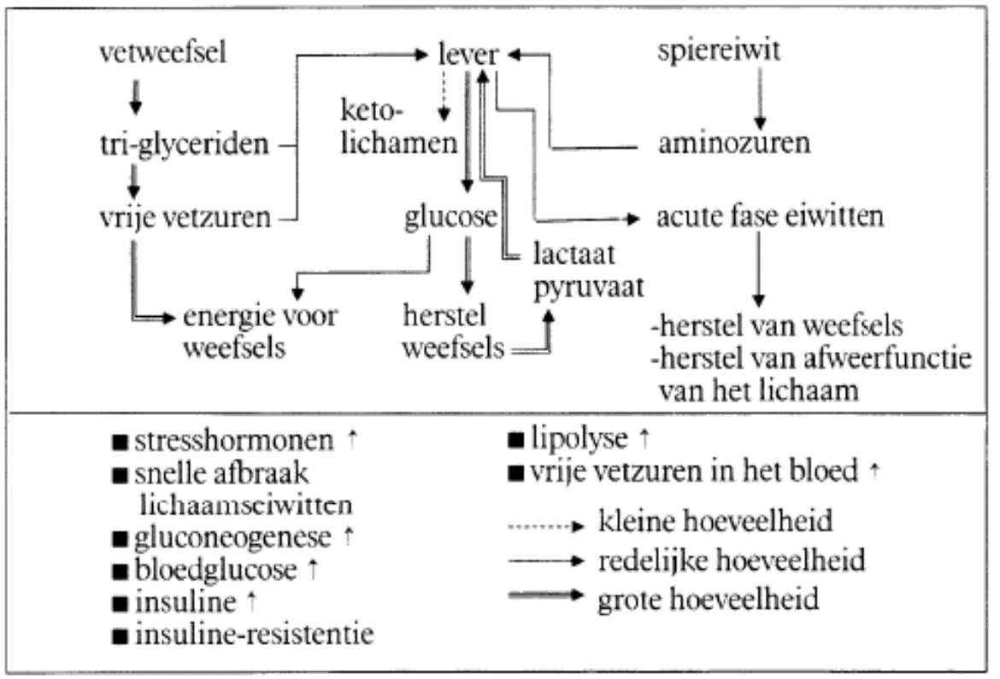 vetweefsel
lever
spiereiwit
keto-
lichamen
tri-glyceriden
aminozuren
vrije vetzuren
glucose
acute fase eiwitten
lactaat
pyruvaat
energie voor
weefsels
herstel
weefsels
-herstel van weefsels
-herstel van afweerfunctie
van het lichaam
■ stresshormonen ↑
■ snelle afbraak
lichaamseiwitten
■ gluconeogenese ↑
■ bloedglucose ↑
■ insuline ↑
■ insuline-resistentie
■ lipolyse ↑
■ vrije vetzuren in het bloed ↑
kleine hoeveelheid
redelijke hoeveelheid
grote hoeveelheid